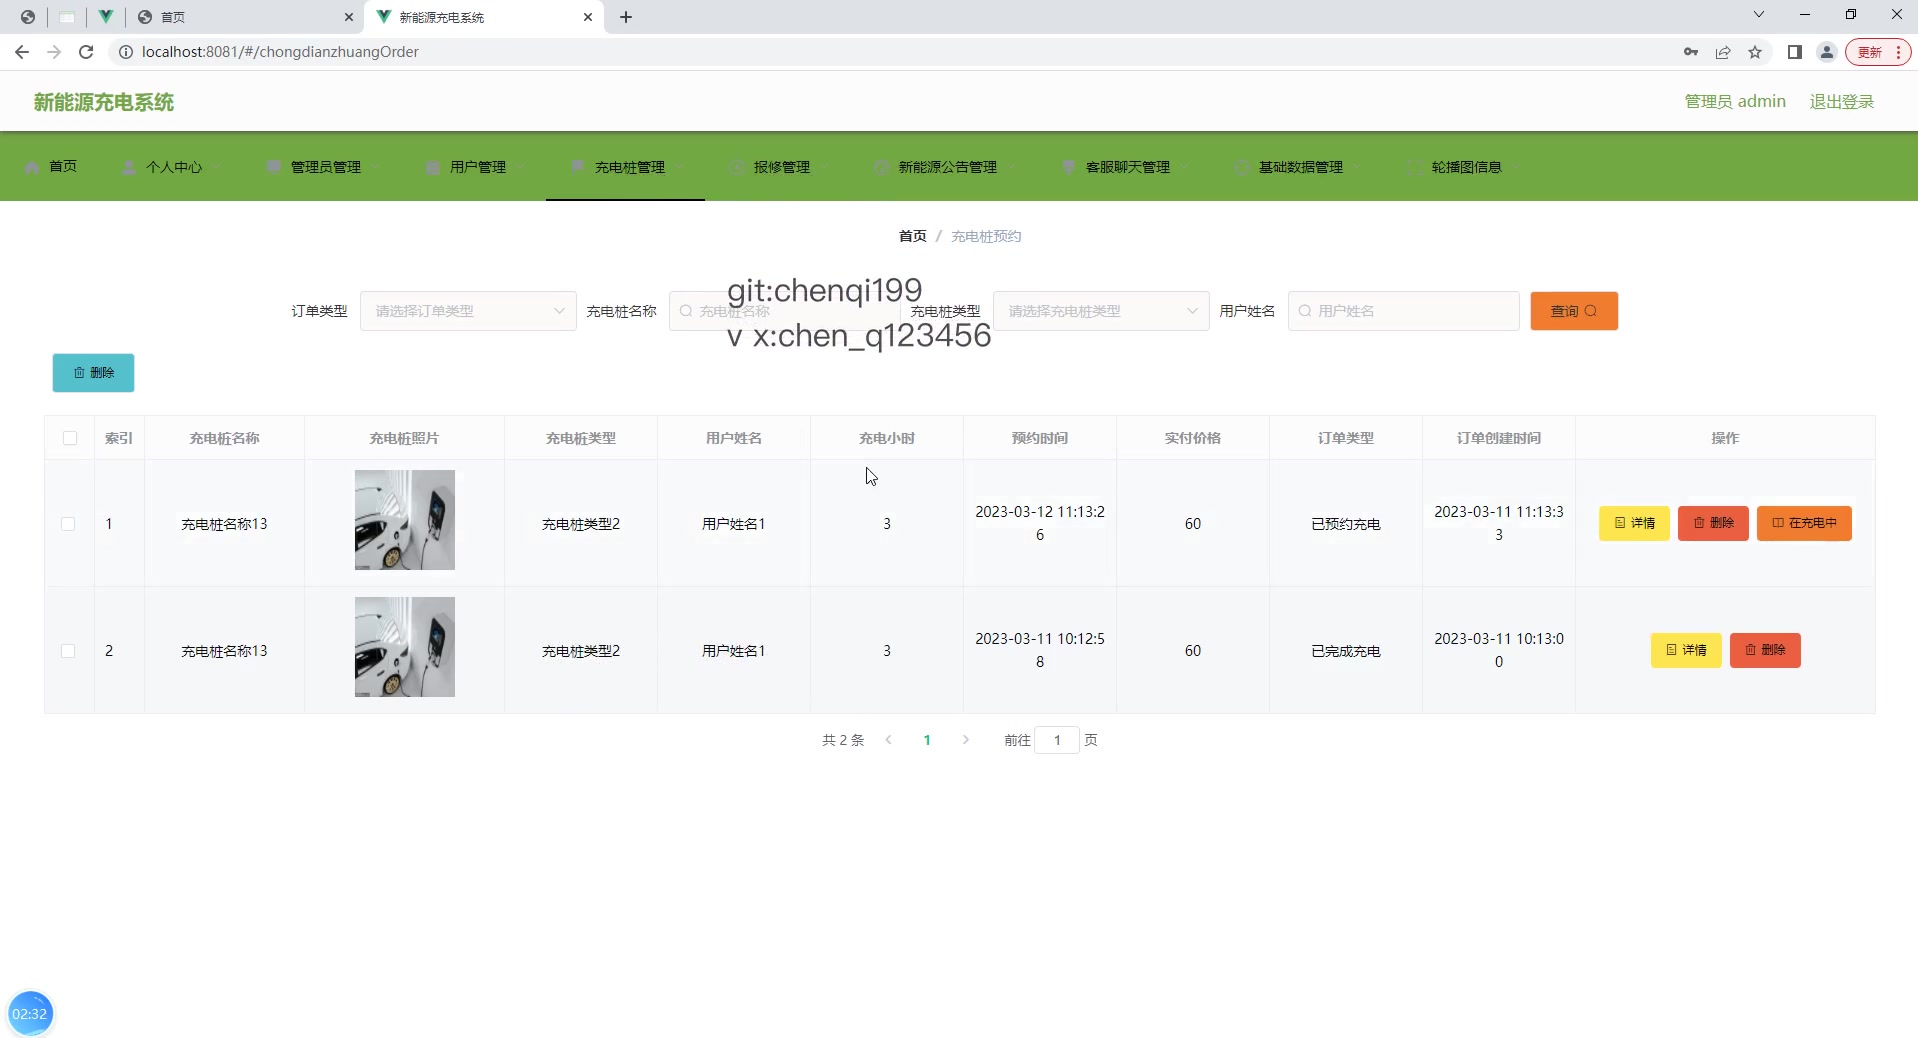 首页
新能源充电系统
localhost:8081/#/chongdianzhuangOrder
更新
新能源充电系统
管理员 admin
退出登录
首页
个人中心
管理员管理
用户管理
充电桩管理
报修管理
新能源公告管理
客服聊天管理
基础数据管理
轮播图信息
首页 / 充电桩预约
git:chenqi199
v x:chen_q123456
订单类型 请选择订单类型 充电桩名称 充电桩名称 充电桩类型 请选择充电桩类型 用户姓名 用户姓名 查询
删除
索引 充电桩名称 充电桩照片 充电桩类型 用户姓名 充电小时 预约时间 实付价格 订单类型 订单创建时间 操作
1 充电桩名称13 充电桩类型2 用户姓名1 3 2023-03-12 11:13:26 60 已预约充电 2023-03-11 11:13:33 详情 删除 在充电中
2 充电桩名称13 充电桩类型2 用户姓名1 3 2023-03-11 10:12:58 60 已完成充电 2023-03-11 10:13:00 详情 删除
共 2 条 1 前往 1 页
02:32